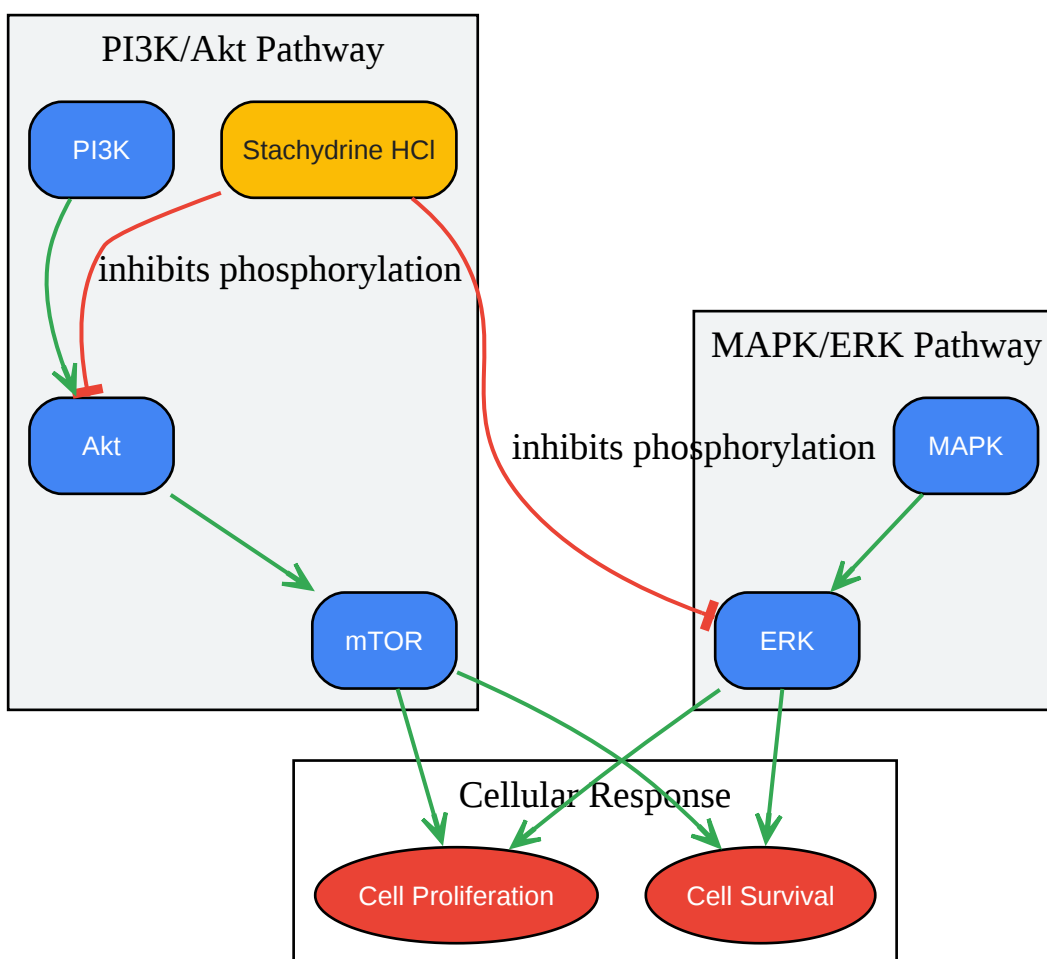 PI3K/Akt Pathway
PI3K
Stachydrine HCl
inhibits phosphorylation
MAPK/ERK Pathway
Akt
inhibits phosphorylation
MAPK
mTOR
ERK
Cellular Response
Cell Proliferation
Cell Survival